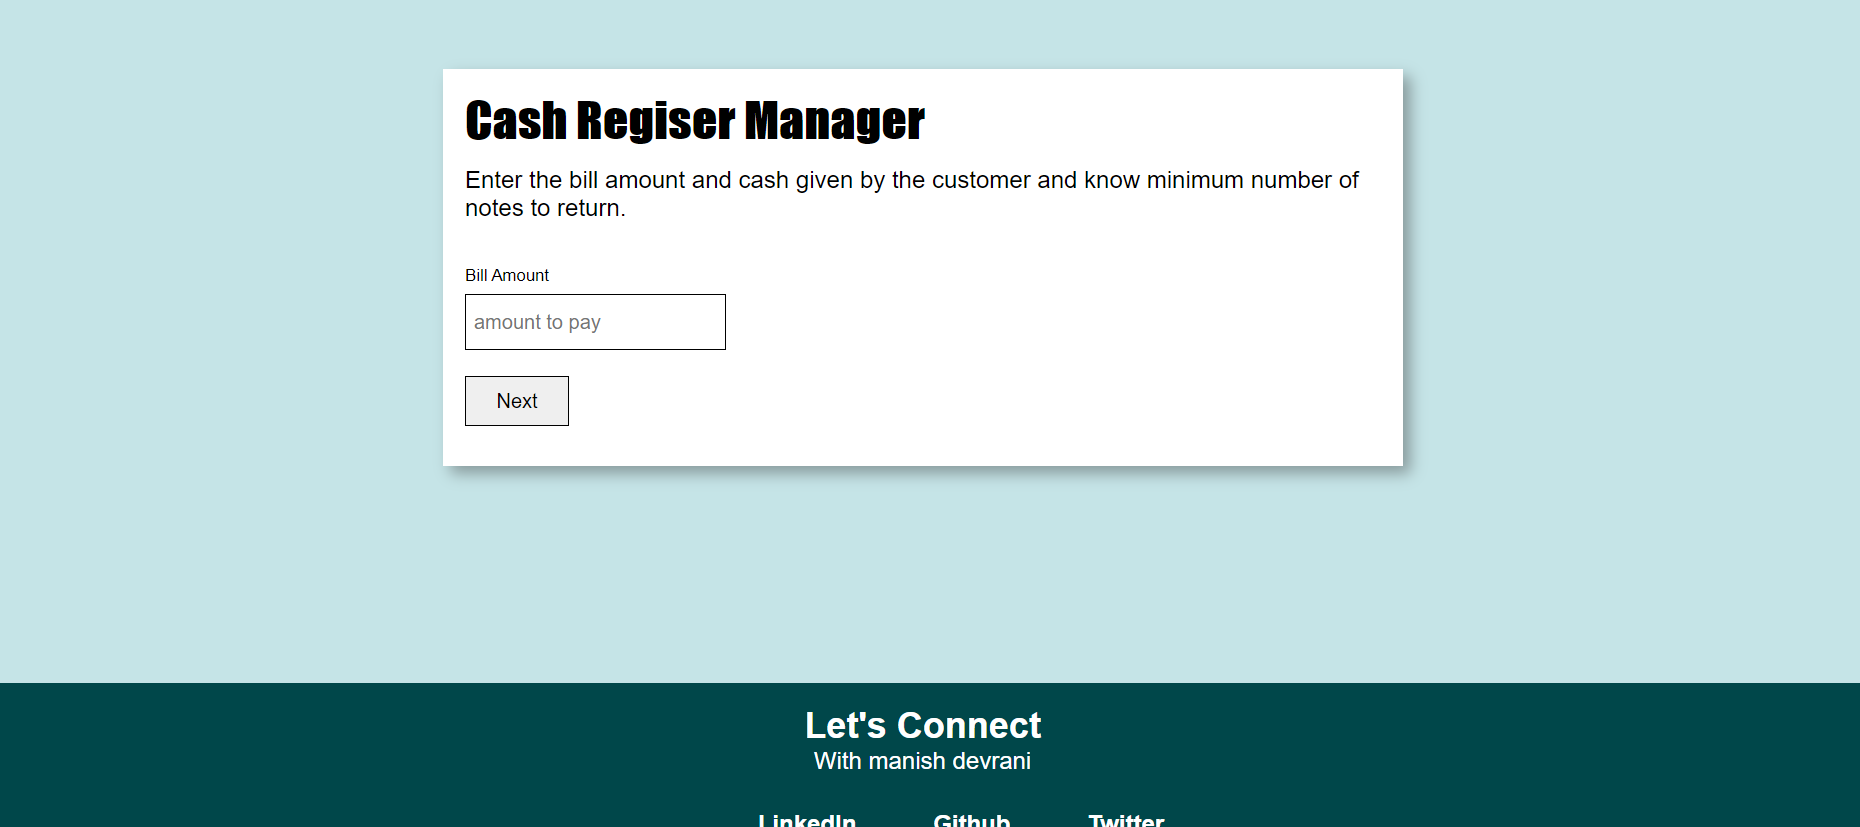 Cash Regiser Manager
Enter the bill amount and cash given by the customer and know minimum number of
notes to return.
Bill Amount
amount to pay
Next
Let's Connect
With manish devrani
LinkedIn Github Twitter